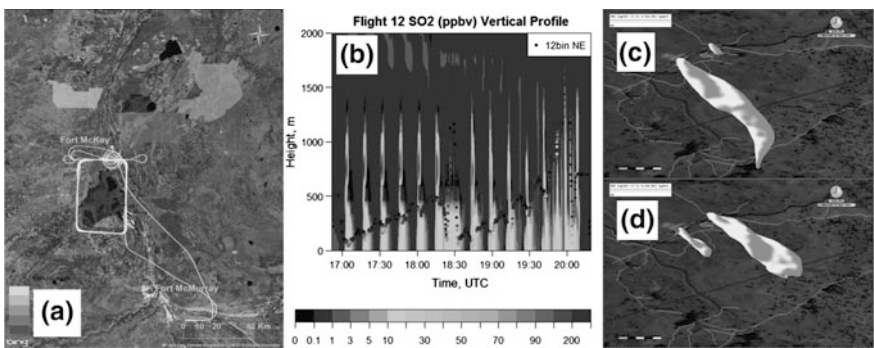 Fort McKay
Fort McMurray
0 10 20 40 Km
(a)
bing
Flight 12 SO2 (ppbv) Vertical Profile
(b)
12bin NE
Height, m
2000
1500
1000
500
0
17:00 17:30 18:00 18:30 19:00 19:30 20:00
Time, UTC
0 0.1 1 3 5 10 30 50 70 90 200
(c)
(d)